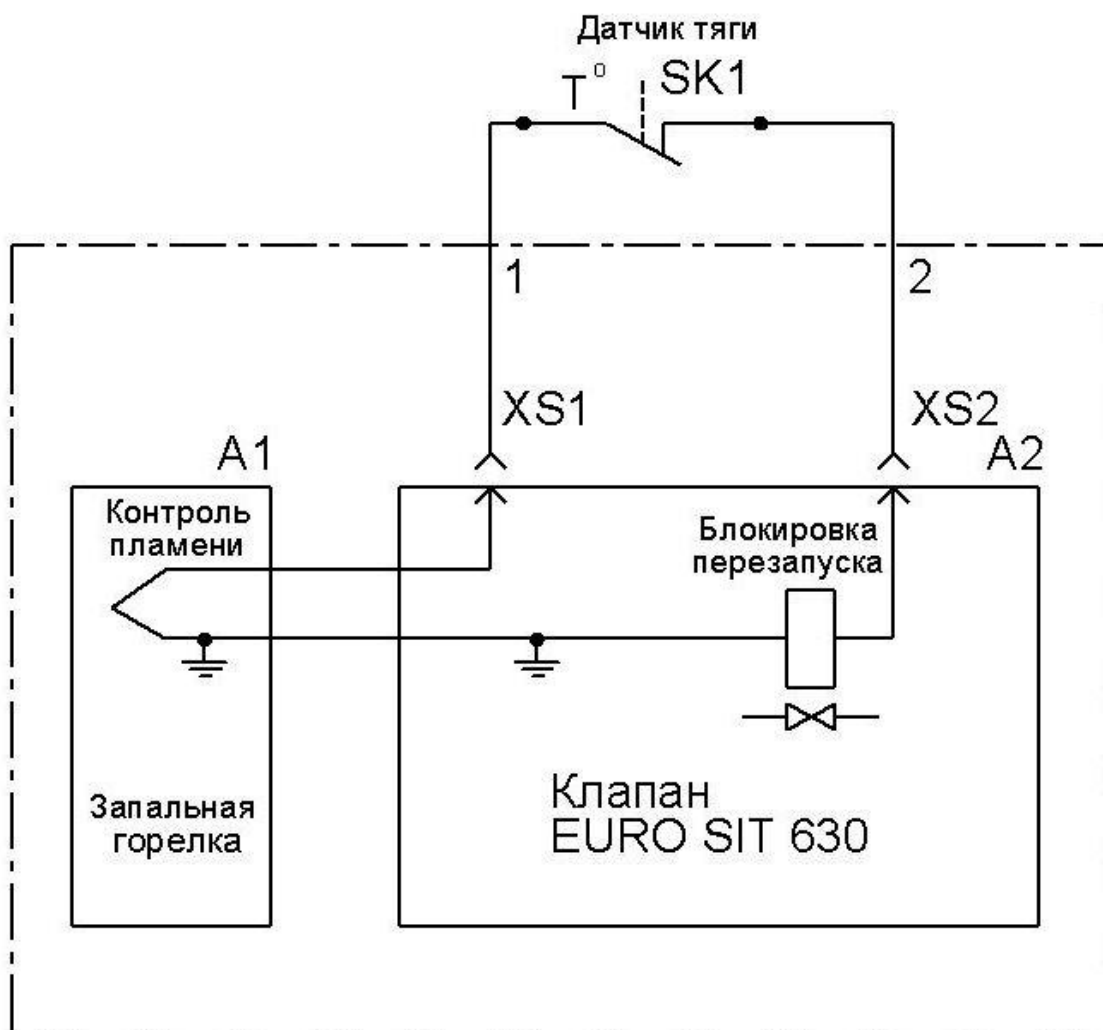 Датчик тяги
T° SK1
1
2
XS1
XS2
A1
A2
Контроль
пламени
Блокировка
перезапуска
Запальная
горелка
Клапан
EURO SIT 630